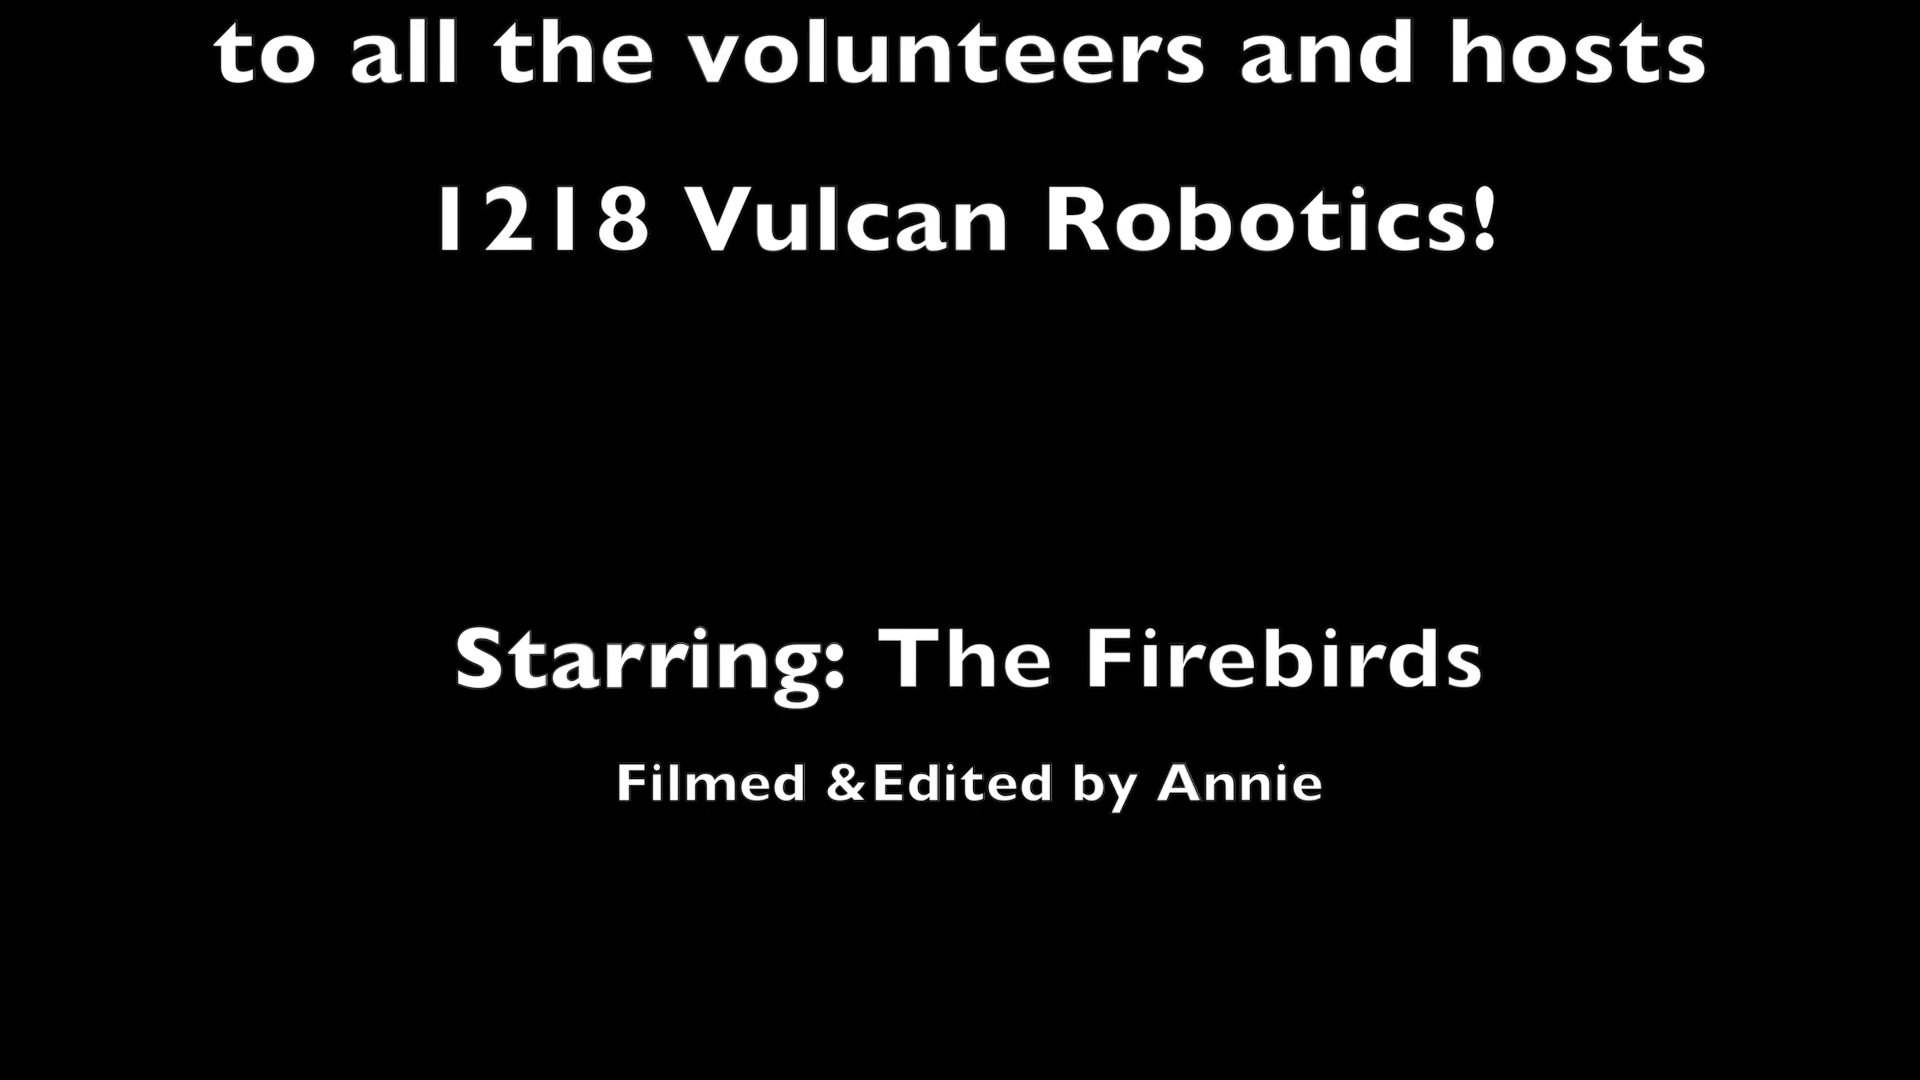 to all the volunteers and hosts
1218 Vulcan Robotics!
Starring: The Firebirds
Filmed &Edited by Annie